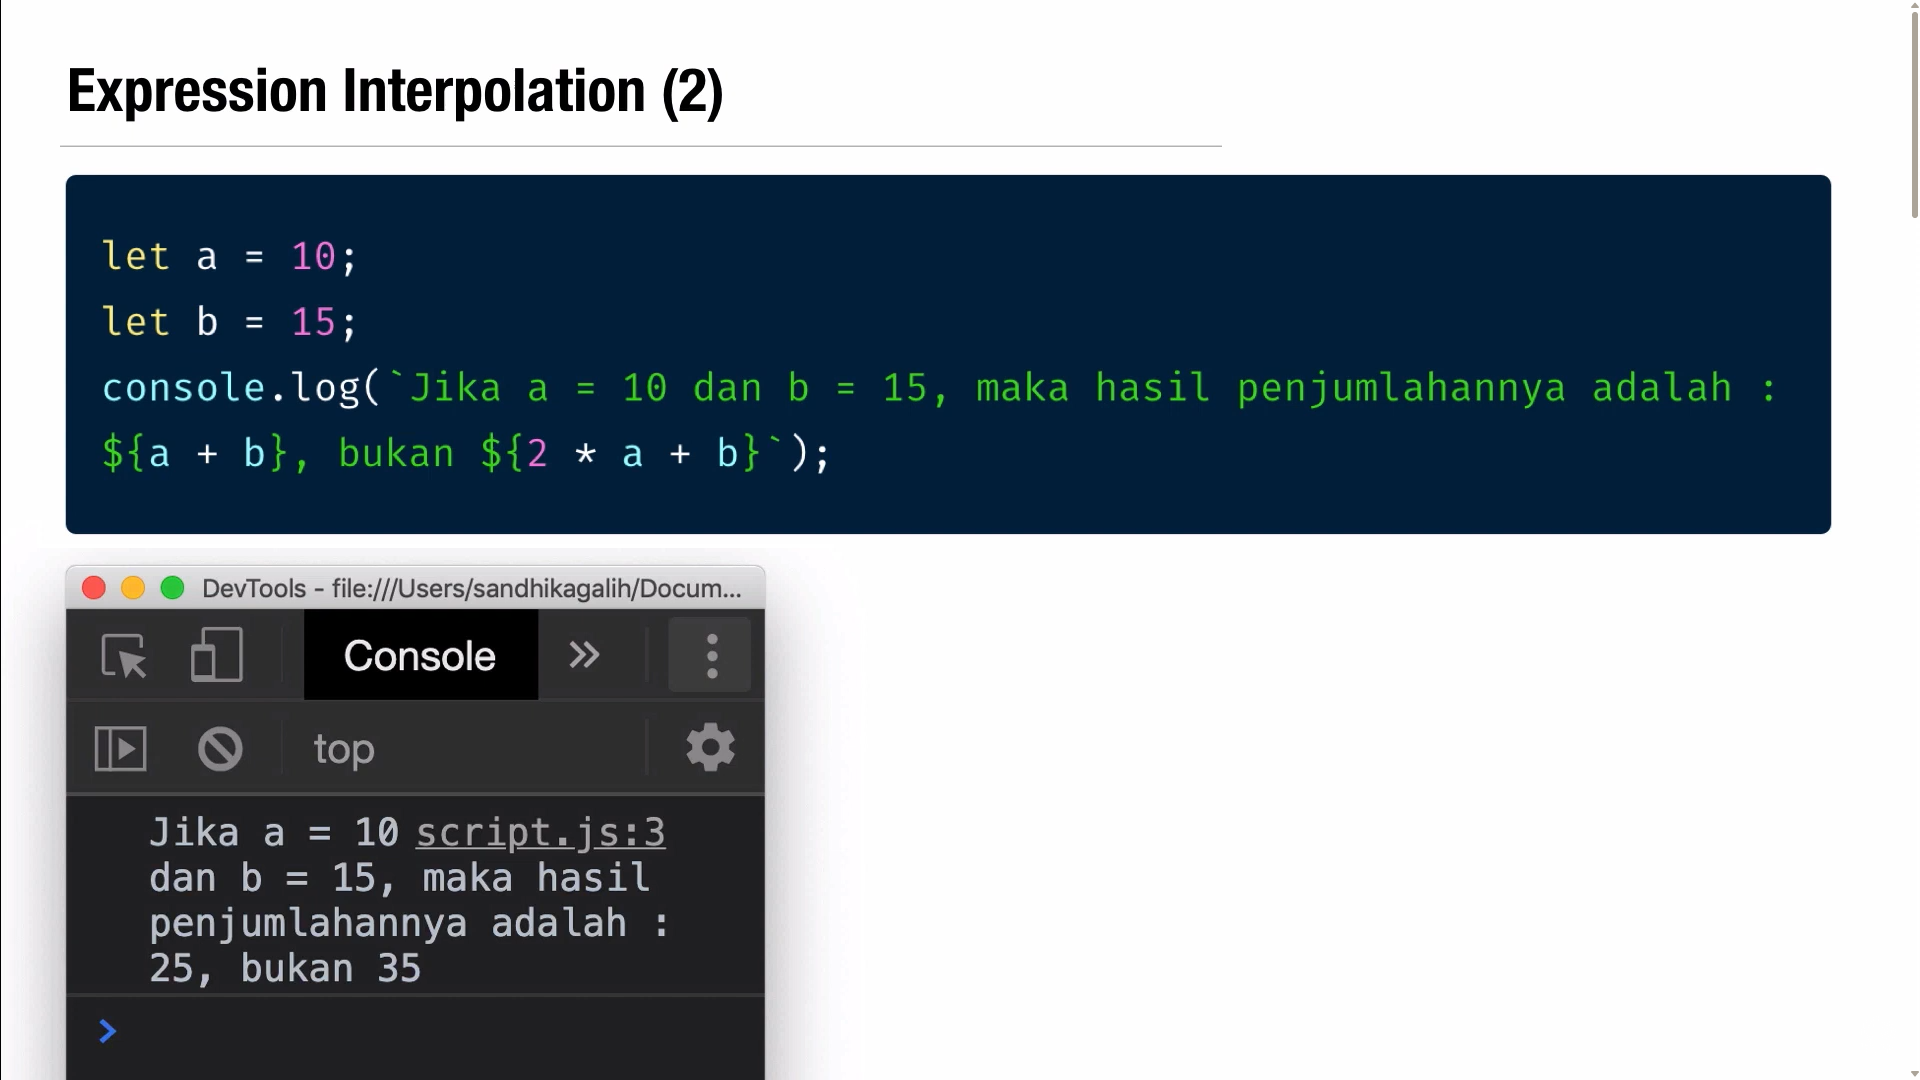 Expression Interpolation (2)
let a = 10;
let b = 15;
console.log(`Jika a = 10 dan b = 15, maka hasil penjumlahannya adalah :
${a + b}, bukan ${2 * a + b}`);
DevTools - file:///Users/sandhikagalih/Docum...
Console
top
Jika a = 10 script.js:3
dan b = 15, maka hasil
penjumlahannya adalah :
25, bukan 35